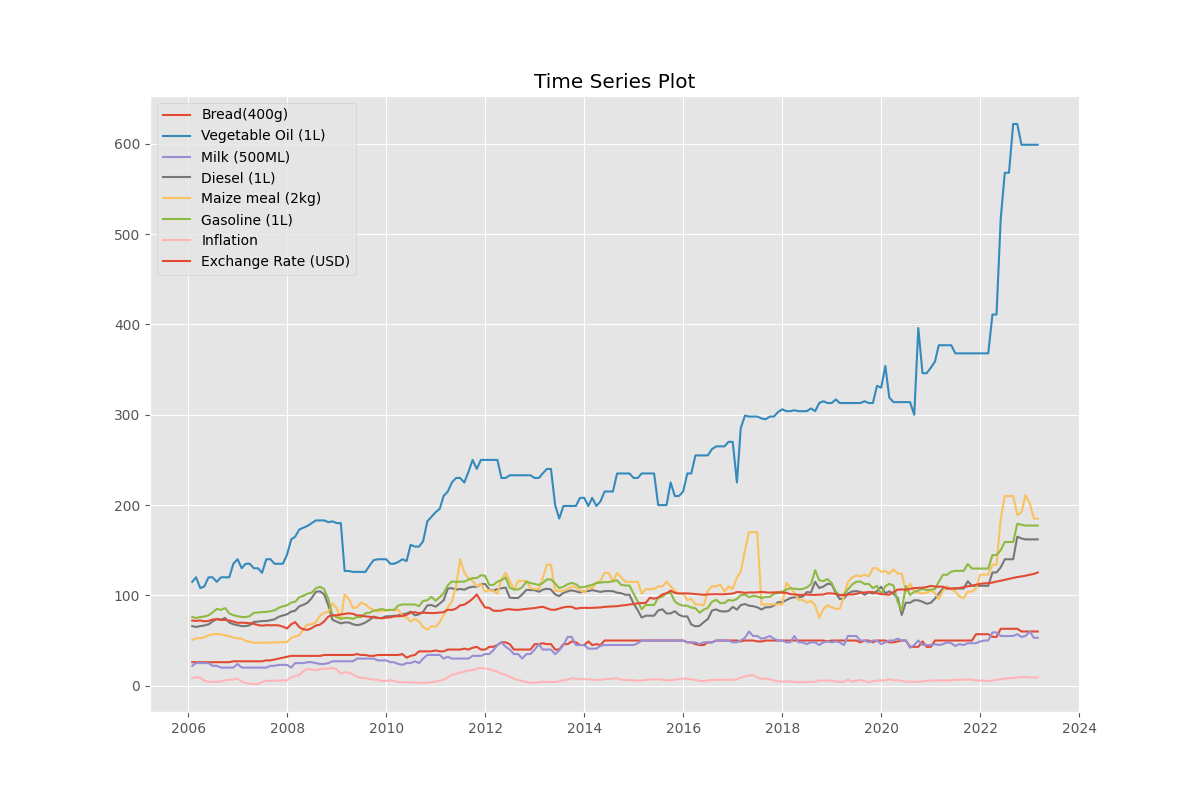 Time Series Plot
Bread(400g)
Vegetable Oil (1L)
Milk (500ML)
Diesel (1L)
Maize meal (2kg)
Gasoline (1L)
Inflation
Exchange Rate (USD)
600
500
400
300
200
100
0
2006 2008 2010 2012 2014 2016 2018 2020 2022 2024